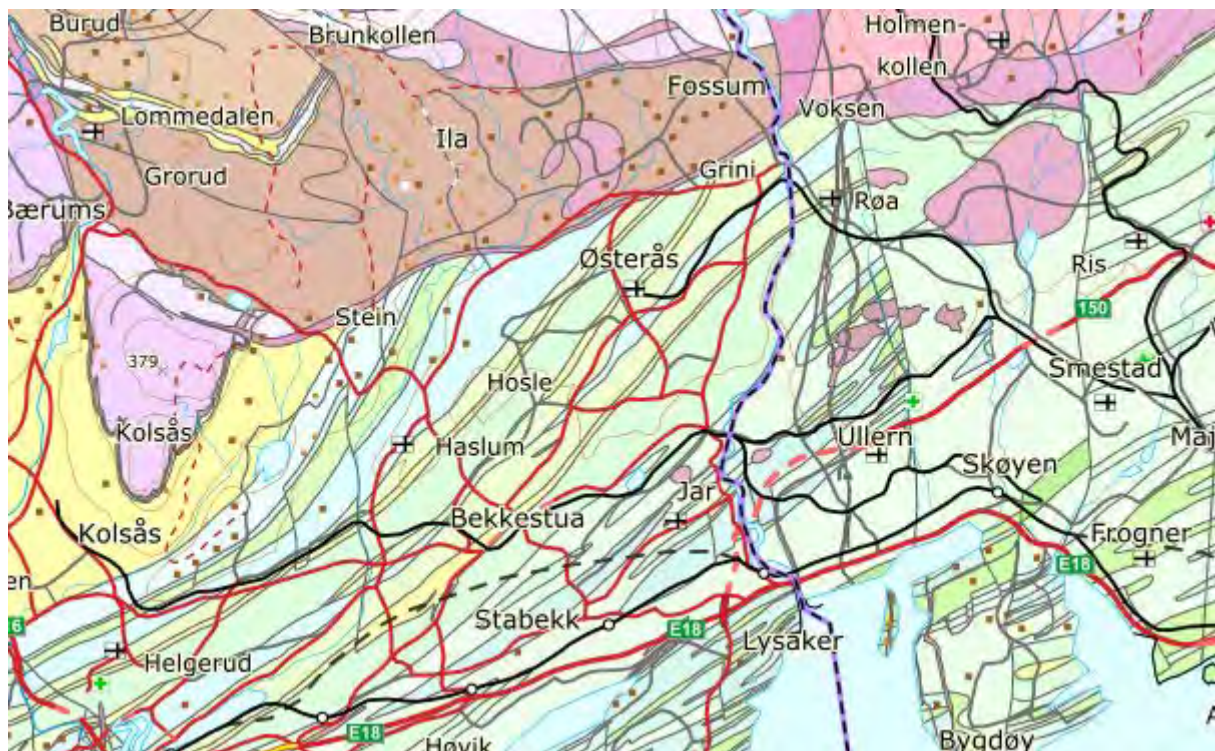 Burud
Brunkollen
Holmen-
kollen
Fossum
Voksen
Lommedalen
Ila
Grorud
Grini
Røa
Bærums
Østerås
Ris
150
Stein
379
Hosle
Smestad
Kolsås
Haslum
Ullern
Maj
Skøyen
Jar
Bekkestua
Kolsås
Frogner
E18
en
Stabekk
6
E18
Lysaker
Helgerud
E18
Høvik
Bygdøy